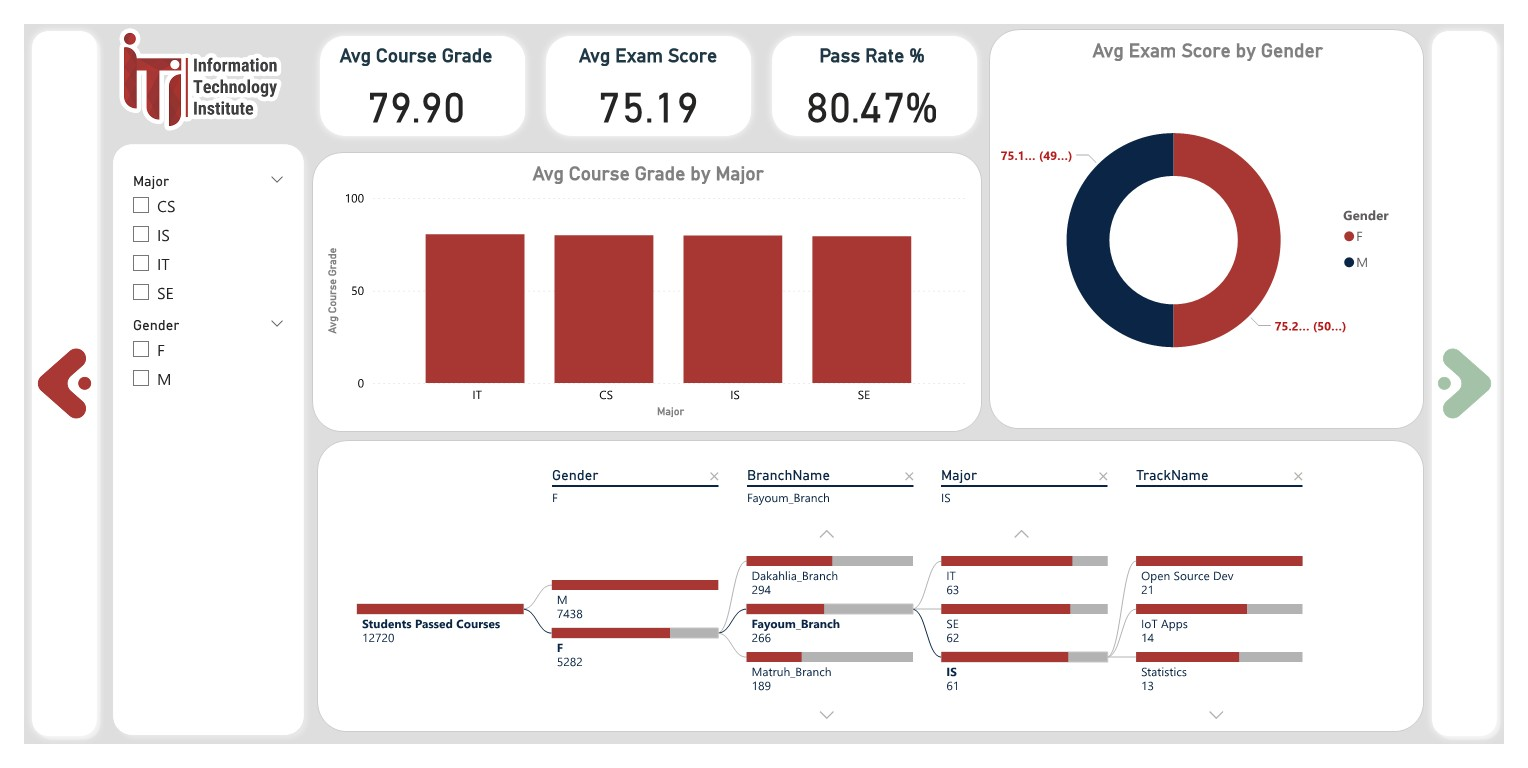 iTi
Information
Technology
Institute
Avg Course Grade
79.90
Avg Exam Score
75.19
Pass Rate %
80.47%
Avg Exam Score by Gender
75.1... (49...)
75.2... (50...)
Gender
F
M
Major
CS
IS
IT
SE
Gender
F
M
Avg Course Grade by Major
Avg Course Grade
100
50
0
IT
CS
IS
SE
Major
Gender
F
BranchName
Fayoum_Branch
Major
IS
TrackName
Students Passed Courses
12720
M
7438
F
5282
Dakahlia_Branch
294
Fayoum_Branch
266
Matruh_Branch
189
IT
63
SE
62
IS
61
Open Source Dev
21
IoT Apps
14
Statistics
13